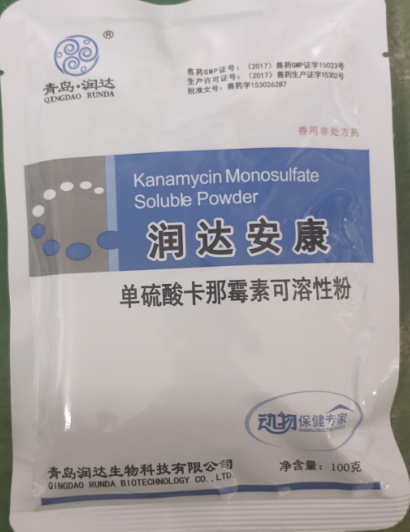 ®
青岛·润达
QINGDAO RUNDA
兽药GMP证号：（2017）兽药GMP证字15023号
生产许可证号：（2017）兽药生产证字15302号
批准文号：兽药字153026287
兽用非处方药
Kanamycin Monosulfate
Soluble Powder
润达安康
单硫酸卡那霉素可溶性粉
动物保健专家
青岛润达生物科技有限公司
QINGDAO RUNDA BIOTECHNOLOGY CO.,LTD.
净含量：100克